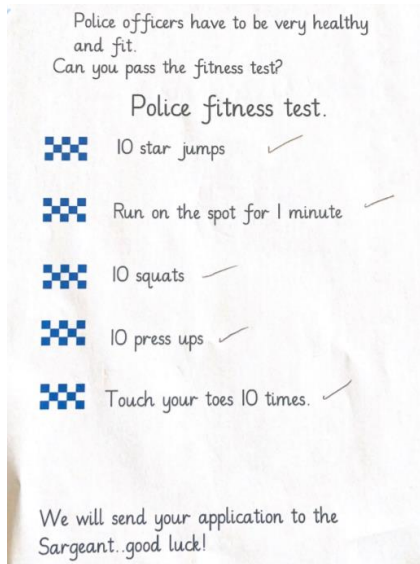 Police officers have to be very healthy
and fit.
Can you pass the fitness test?
Police fitness test.
10 star jumps
Run on the spot for 1 minute
10 squats
10 press ups
Touch your toes 10 times.
We will send your application to the
Sargeant..good luck!